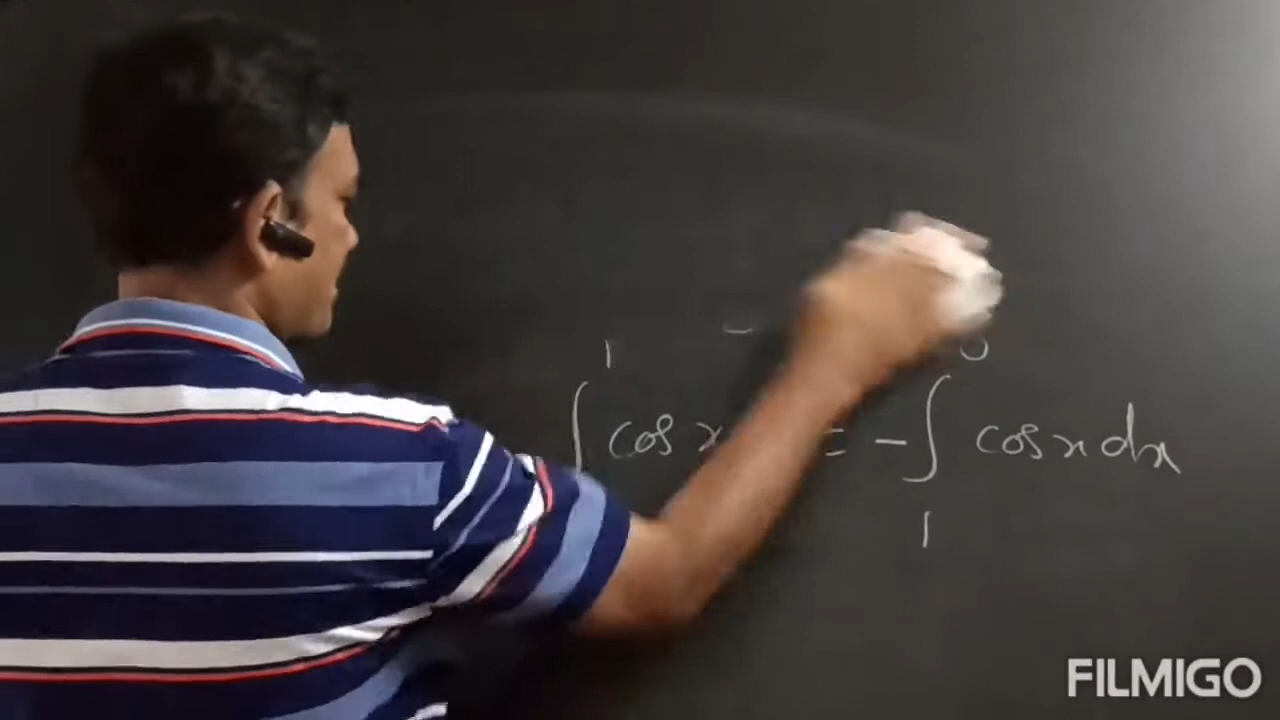 1 0
∫ cos x = - ∫ cos x dx
1
FILMIGO